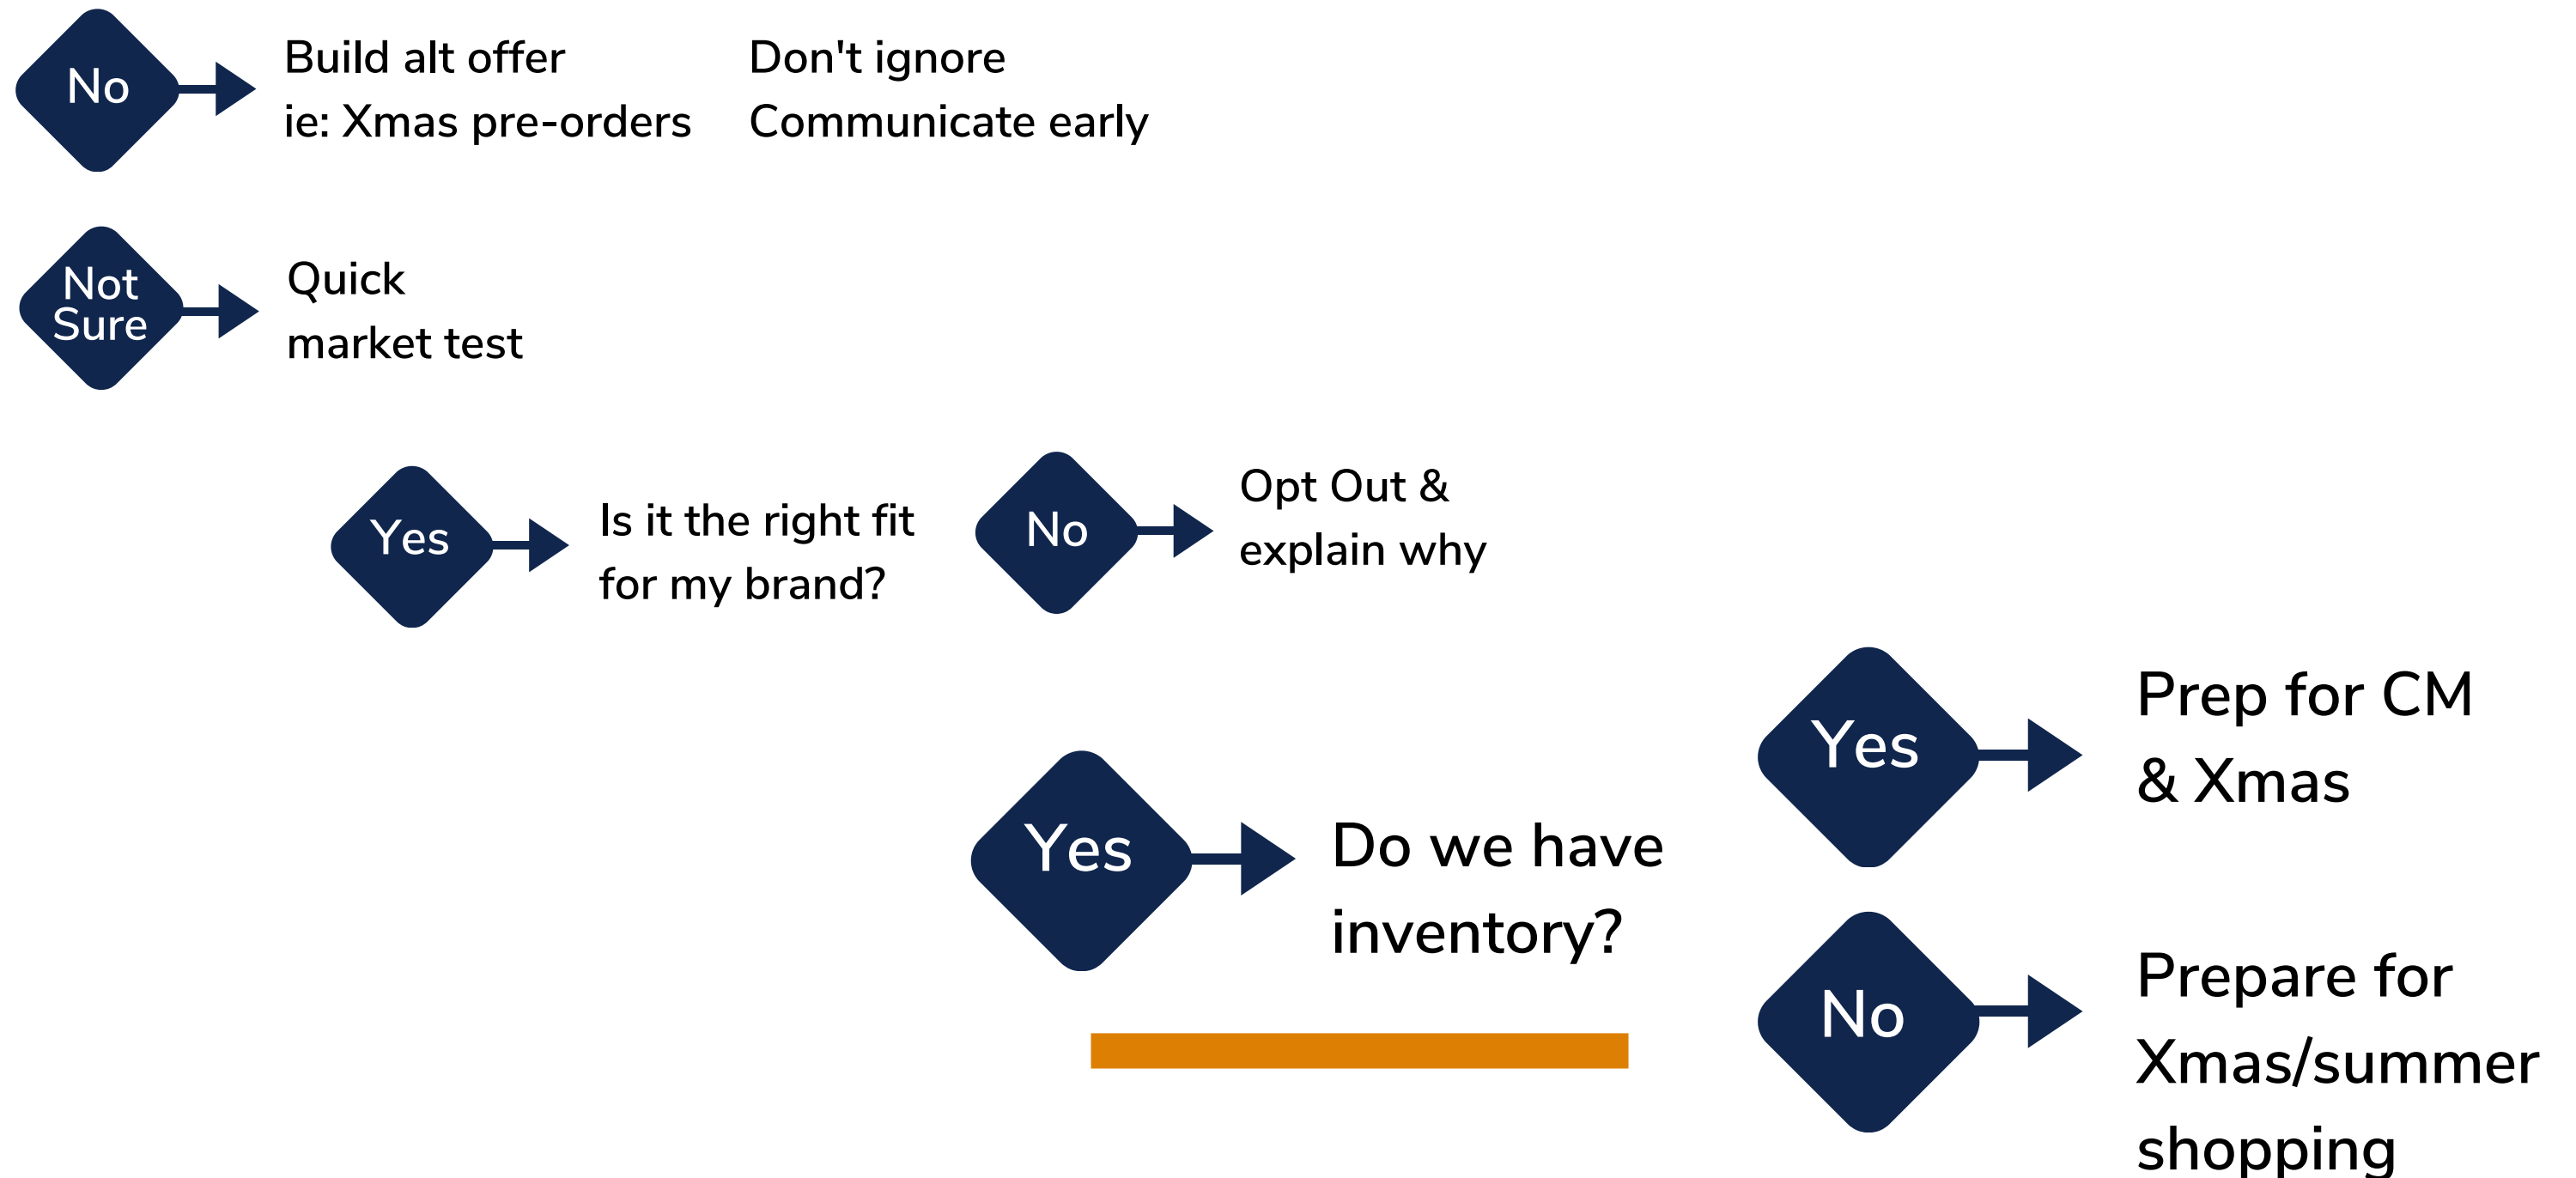 No
Build alt offer
ie: Xmas pre-orders
Don't ignore
Communicate early
Not
Sure
Quick
market test
Yes
Is it the right fit
for my brand?
No
Opt Out &
explain why
Yes
Do we have
inventory?
Yes
Prep for CM
& Xmas
No
Prepare for
Xmas/summer
shopping